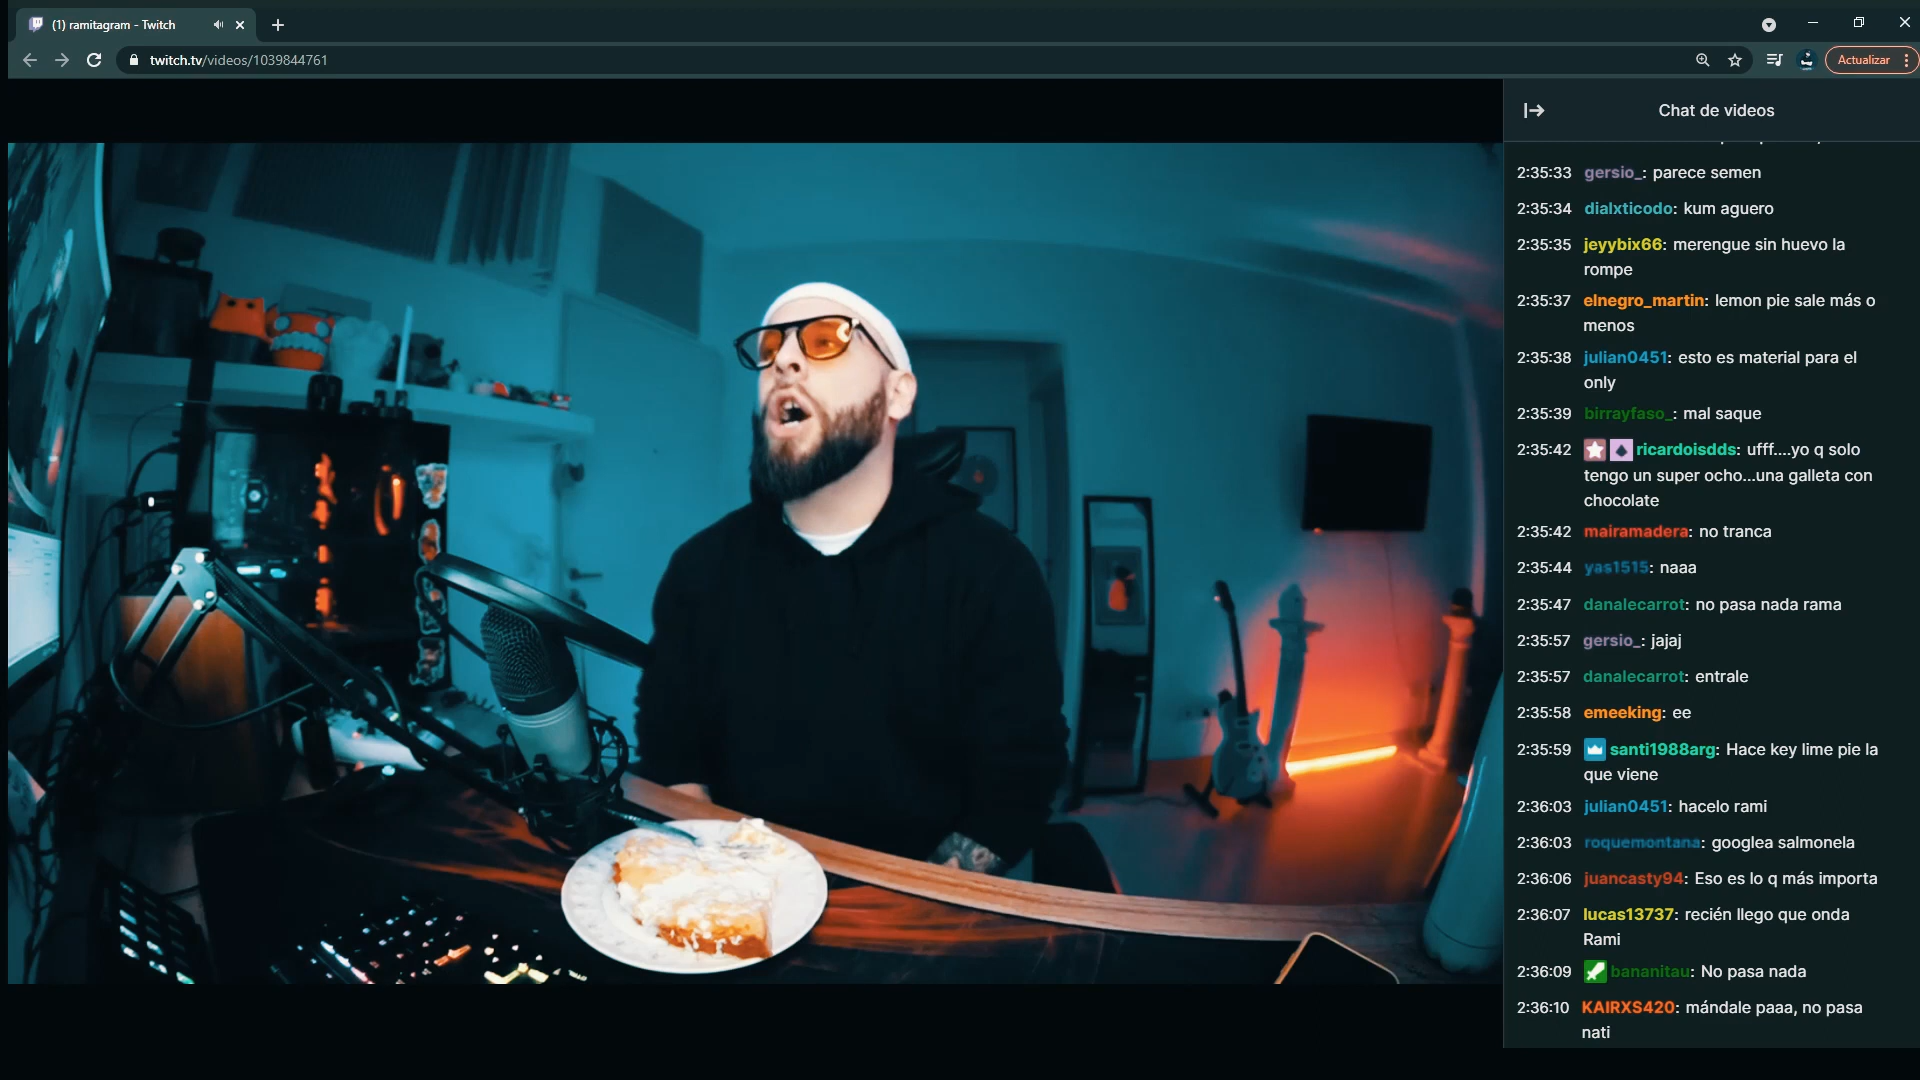 (1) ramitagram - Twitch
twitch.tv/videos/1039844761
Actualizar
Chat de videos
2:35:33 gersio_: parece semen
2:35:34 dialxticodo: kum aguero
2:35:35 jeyybix66: merengue sin huevo la
rompe
2:35:37 elnegro_martin: lemon pie sale más o
menos
2:35:38 julian0451: esto es material para el
only
2:35:39 birrayfaso_: mal saque
2:35:42 ricardoisdds: ufff....yo q solo
tengo un super ocho...una galleta con
chocolate
2:35:42 mairamadera: no tranca
2:35:44 yas1515: naaa
2:35:47 danalecarrot: no pasa nada rama
2:35:57 gersio_: jajaj
2:35:57 danalecarrot: entrale
2:35:58 emeeking: ee
2:35:59 santi1988arg: Hace key lime pie la
que viene
2:36:03 julian0451: hacelo rami
2:36:03 roquemontana: googlea salmonela
2:36:06 juancasty94: Eso es lo q más importa
2:36:07 lucas13737: recién llego que onda
Rami
2:36:09 bananitau: No pasa nada
2:36:10 KAIRXS420: mándale paaa, no pasa
nati